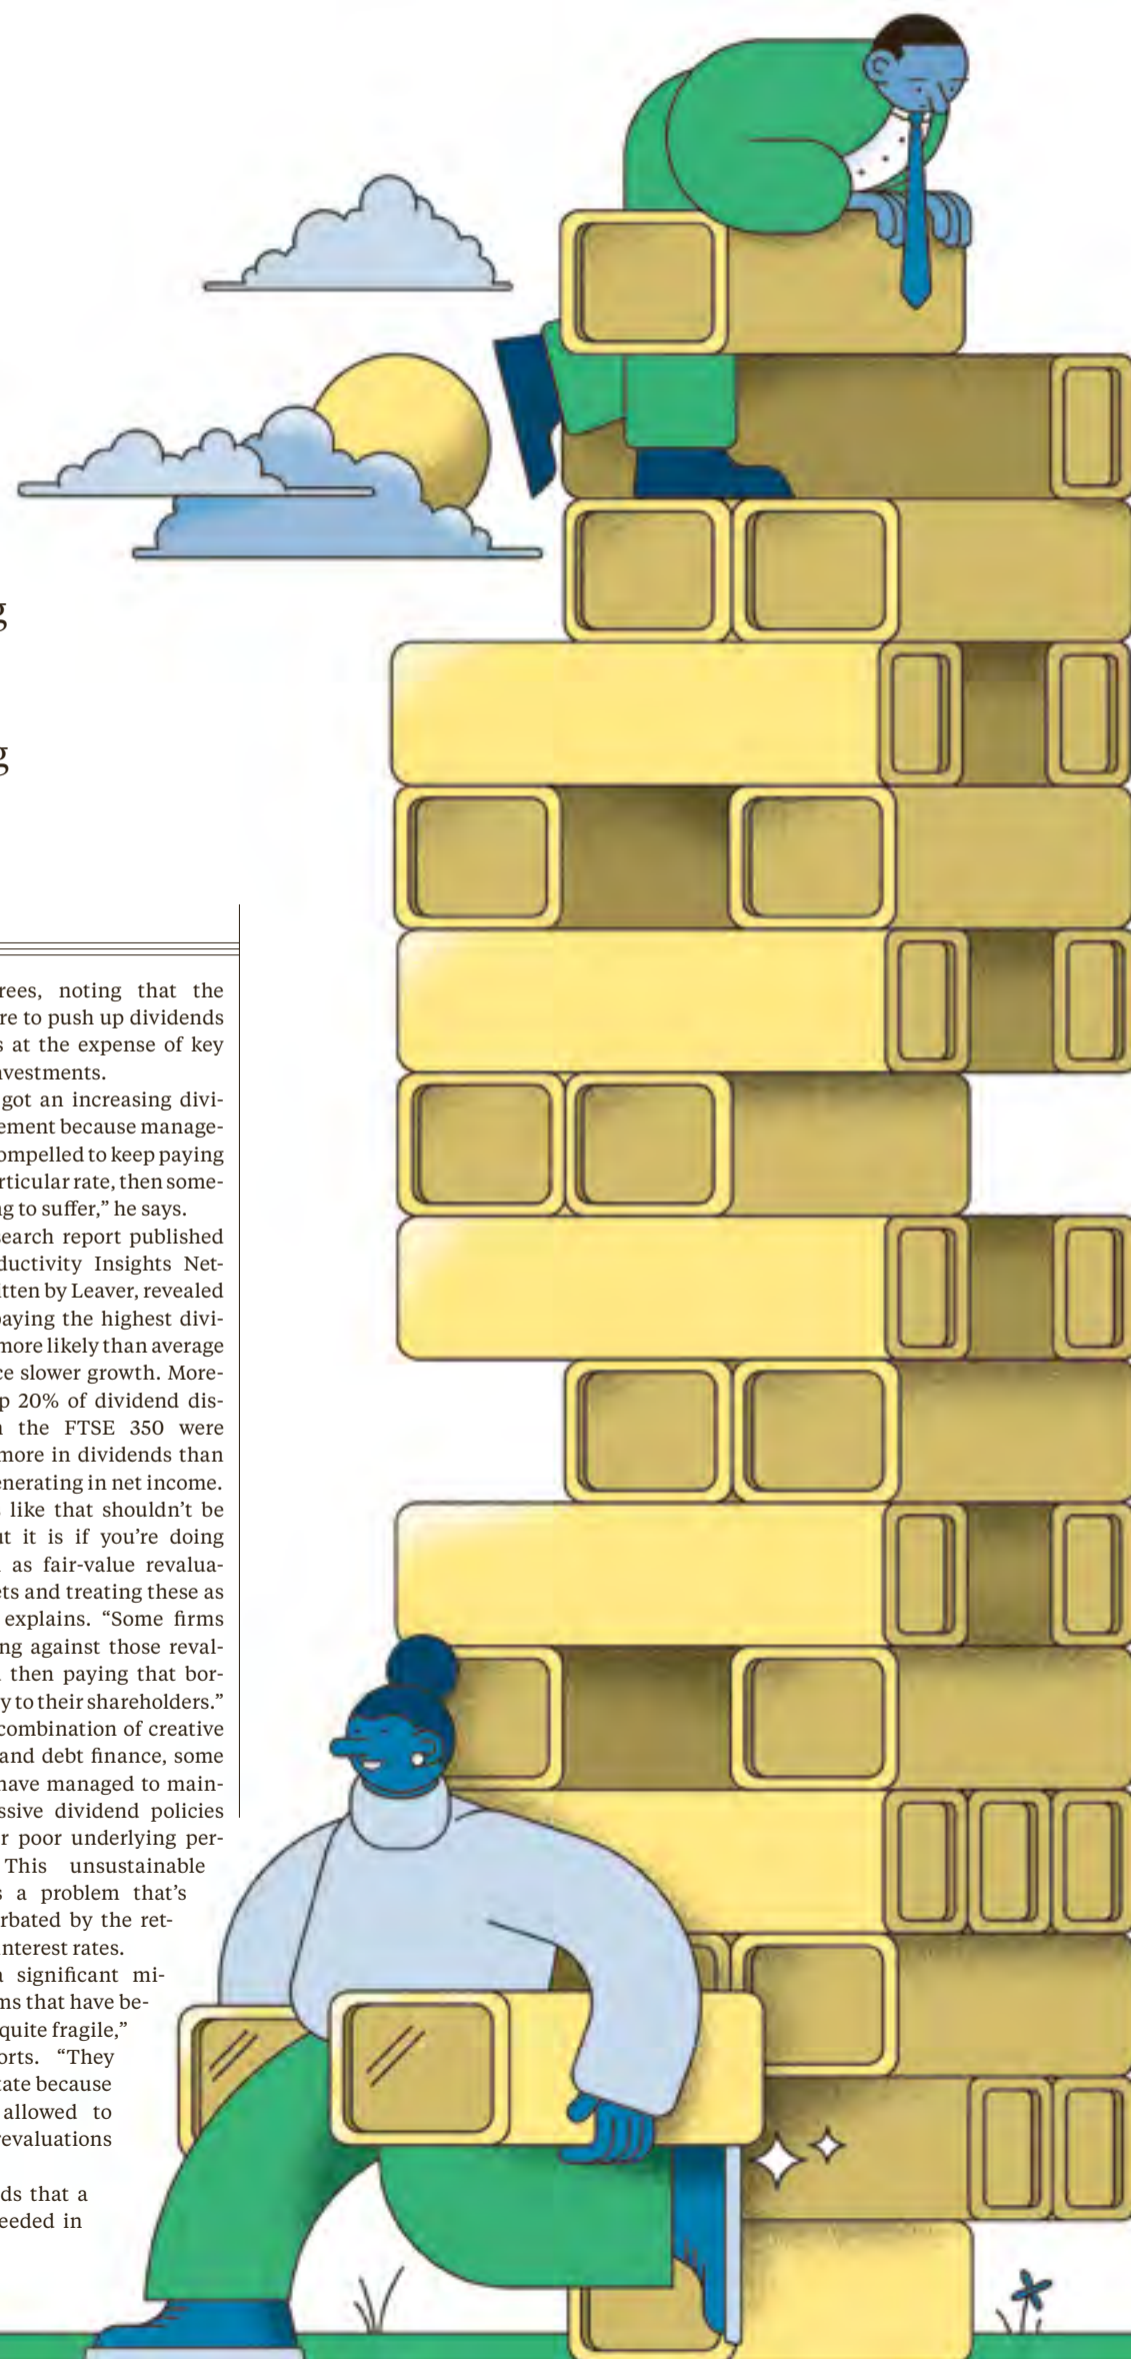 g
g
rees, noting that the
re to push up dividends
s at the expense of key
nvestments.
got an increasing divi-
ement because manage-
ompelled to keep paying
rticular rate, then some-
ng to suffer,” he says.
search report published
ductivity Insights Net-
itten by Leaver, revealed
paying the highest divi-
more likely than average
ce slower growth. More-
p 20% of dividend dis-
n the FTSE 350 were
more in dividends than
enerating in net income.
s like that shouldn’t be
ut it is if you’re doing
as fair-value revalua-
ets and treating these as
explains. “Some firms
ng against those reval-
then paying that bor-
y to their shareholders.”
combination of creative
and debt finance, some
have managed to main-
ssive dividend policies
r poor underlying per-
This unsustainable
s a problem that’s
rbated by the ret-
interest rates.
a significant mi-
ms that have be-
quite fragile,”
orts. “They
tate because
allowed to
revaluations
ds that a
eeded in